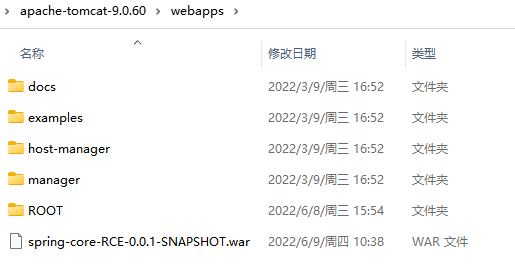 apache-tomcat-9.0.60 > webapps >
名称 修改日期 类型
docs 2022/3/9/周三 16:52 文件夹
examples 2022/3/9/周三 16:52 文件夹
host-manager 2022/3/9/周三 16:52 文件夹
manager 2022/3/9/周三 16:52 文件夹
ROOT 2022/6/8/周三 15:54 文件夹
spring-core-RCE-0.0.1-SNAPSHOT.war 2022/6/9/周四 10:38 WAR 文件